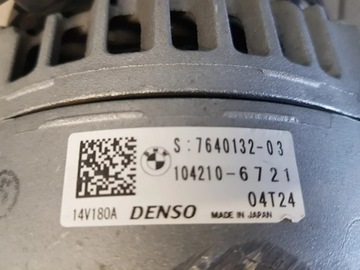 S:7640132-03
104210-6721
04T24
14V180A DENSO MADE IN JAPAN